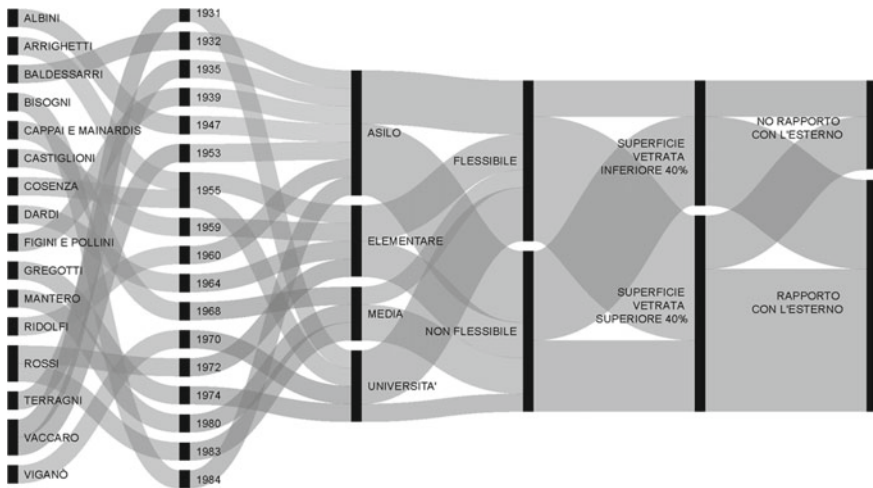 ALBINI
ARRIGHETTI
BALDESSARRI
BISOGNI
CAPPAI E MAINARDIS
CASTIGLIONI
COSENZA
DARDI
FIGINI E POLLINI
GREGOTTI
MANTERO
RIDOLFI
ROSSI
TERRAGNI
VACCARO
VIGANÒ
1931
1932
1935
1939
1947
1953
1955
1959
1960
1964
1968
1970
1972
1974
1980
1983
1984
ASILO
ELEMENTARE
MEDIA
UNIVERSITA'
FLESSIBILE
NON FLESSIBILE
SUPERFICIE
VETRATA
INFERIORE 40%
SUPERFICIE
VETRATA
SUPERIORE 40%
NO RAPPORTO
CON L'ESTERNO
RAPPORTO
CON L'ESTERNO